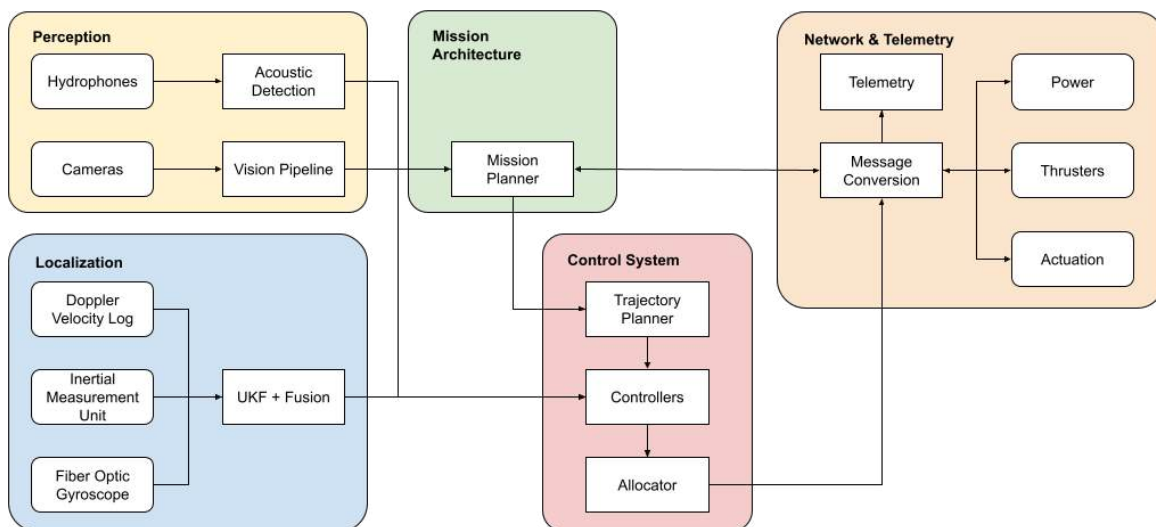 Perception
Hydrophones
Acoustic
Detection
Cameras
Vision Pipeline
Mission
Architecture
Mission
Planner
Network & Telemetry
Telemetry
Message
Conversion
Power
Thrusters
Actuation
Localization
Doppler
Velocity Log
Inertial
Measurement
Unit
Fiber Optic
Gyroscope
UKF + Fusion
Control System
Trajectory
Planner
Controllers
Allocator